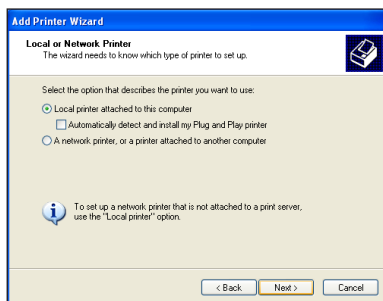 Add Printer Wizard
Local or Network Printer
The wizard needs to know which type of printer to set up.
Select the option that describes the printer you want to use:
Local printer attached to this computer
Automatically detect and install my Plug and Play printer
A network printer, or a printer attached to another computer
To set up a network printer that is not attached to a print server,
use the "Local printer" option.
< Back Next > Cancel